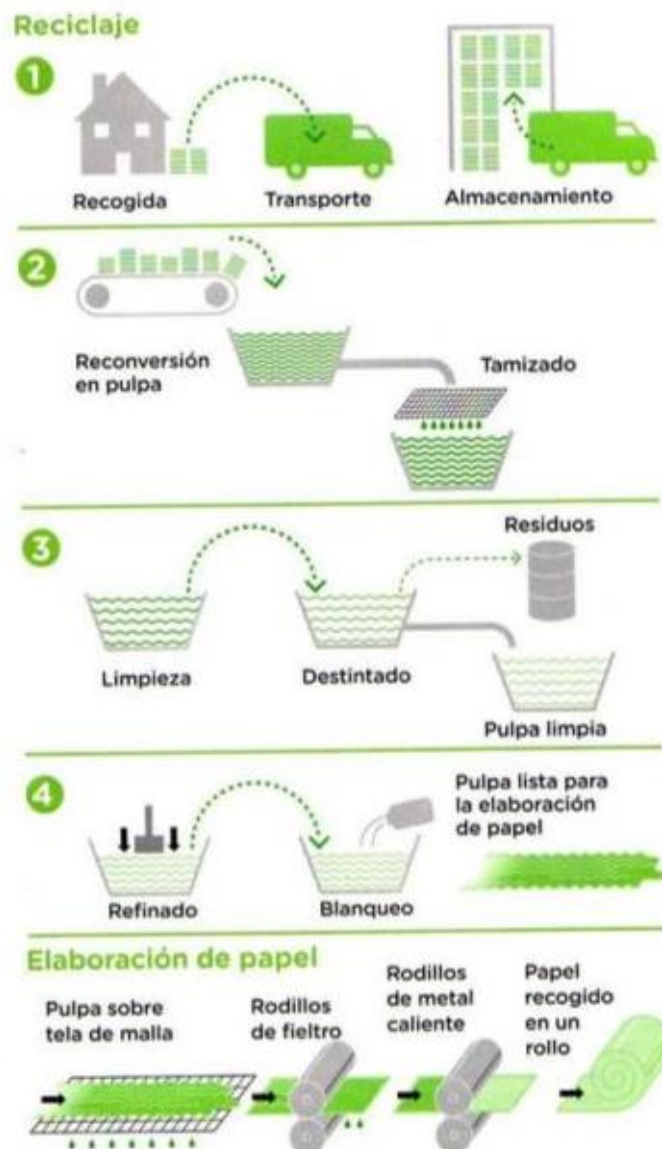 Reciclaje
1
Recogida
Transporte
Almacenamiento
2
Reconversión
en pulpa
Tamizado
3
Residuos
Limpieza
Destintado
Pulpa limpia
4
Pulpa lista para
la elaboración
de papel
Refinado
Blanqueo
Elaboración de papel
Pulpa sobre
tela de malla
Rodillos
de fieltro
Rodillos
de metal
caliente
Papel
recogido
en un
rollo